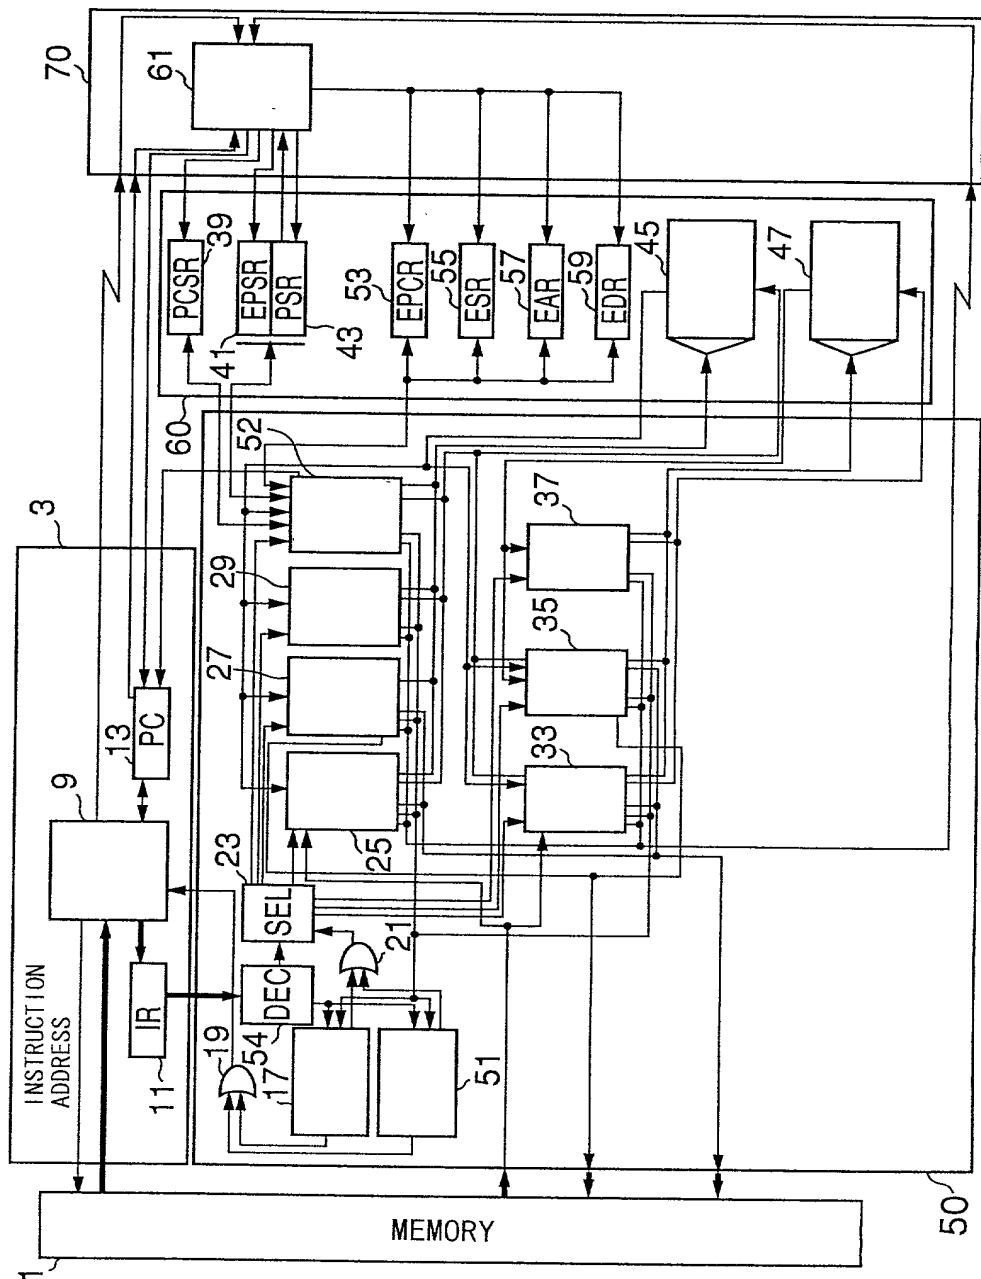 70
61
PCSR
39
EPSR
PSR
41
43
53
EPCR
55
ESR
57
EAR
59
EDR
45
47
60
52
3
29
27
37
35
33
13
PC
9
25
23
SEL
21
DEC
54
19
17
51
IR
11
INSTRUCTION
ADDRESS
MEMORY
1
50